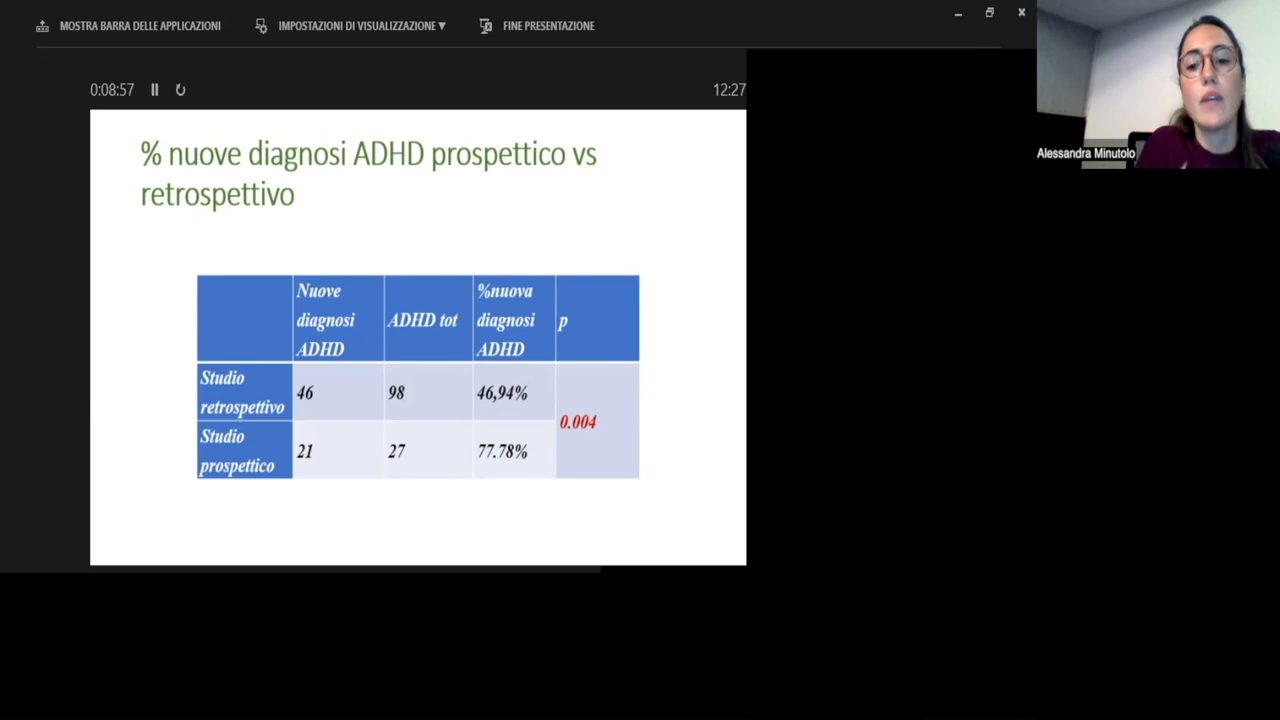 MOSTRA BARRA DELLE APPLICAZIONI
IMPOSTAZIONI DI VISUALIZZAZIONE ▼
FINE PRESENTAZIONE
0:08:57
12:27
Alessandra Minutolo
% nuove diagnosi ADHD prospettico vs
retrospettivo
Nuove
diagnosi
ADHD
ADHD tot
%nuova
diagnosi
ADHD
p
Studio
retrospettivo
46
98
46,94%
0.004
Studio
prospettico
21
27
77.78%